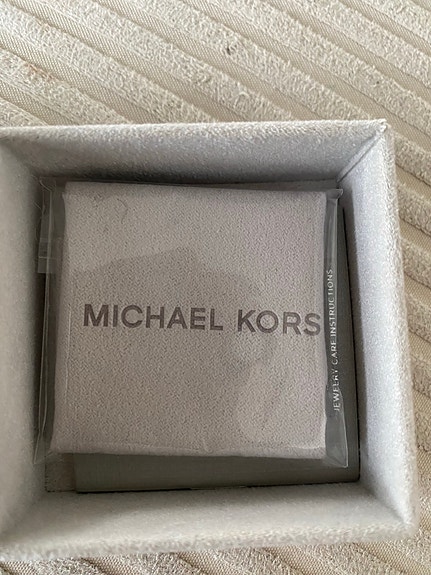 MICHAEL KORS
JEWELRY CARE INSTRUCTIONS